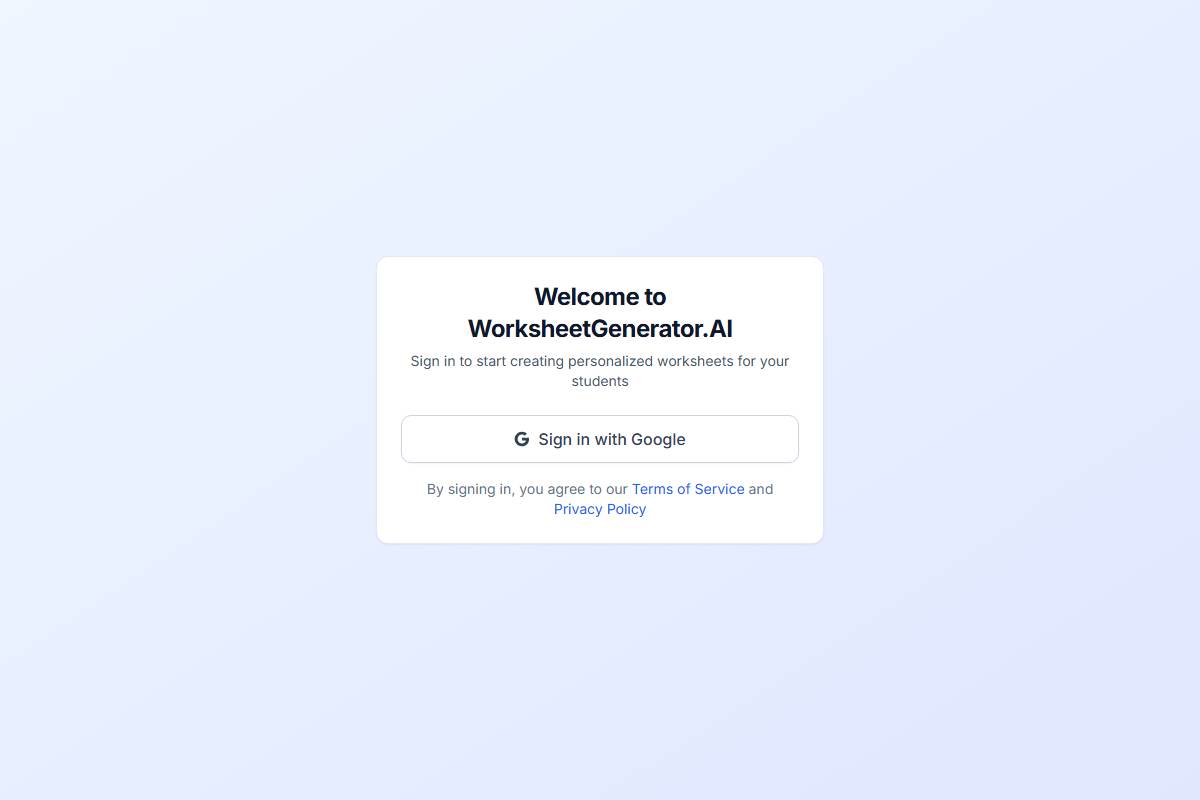 Welcome to
WorksheetGenerator.AI
Sign in to start creating personalized worksheets for your
students
Sign in with Google
By signing in, you agree to our Terms of Service and
Privacy Policy